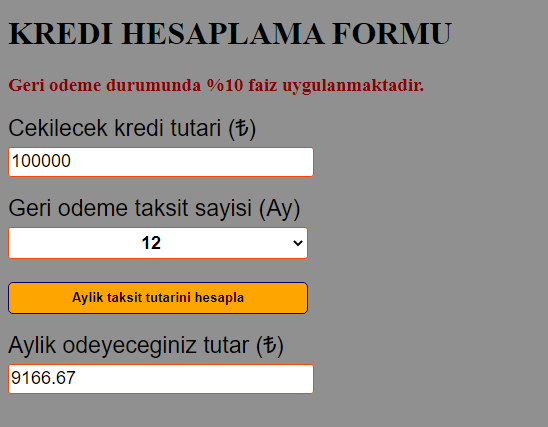 KREDI HESAPLAMA FORMU
Geri odeme durumunda %10 faiz uygulanmaktadir.
Cekilecek kredi tutari (₺)
100000
Geri odeme taksit sayisi (Ay)
12
Aylik taksit tutarini hesapla
Aylik odeyeceginiz tutar (₺)
9166.67